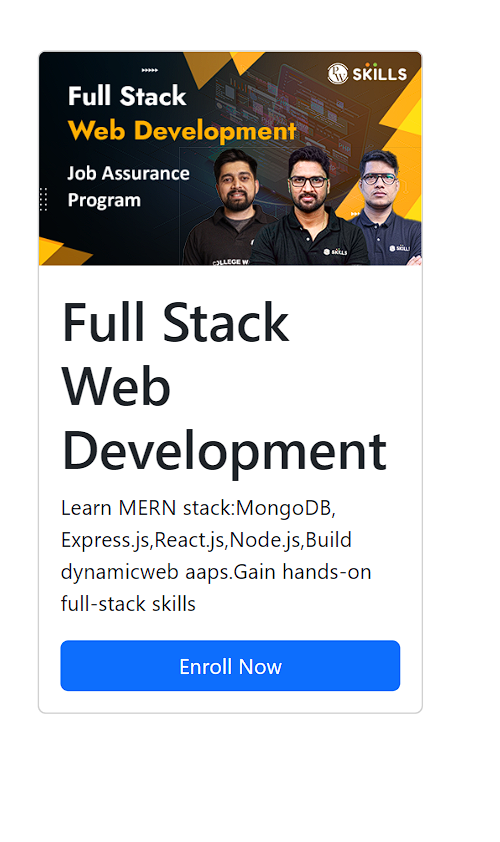 PW SKILLS
Full Stack
Web Development
Job Assurance
Program
COLLEGE W
SKILLS
SKILLS
Full Stack
Web
Development
Learn MERN stack:MongoDB,
Express.js,React.js,Node.js,Build
dynamicweb aaps.Gain hands-on
full-stack skills
Enroll Now